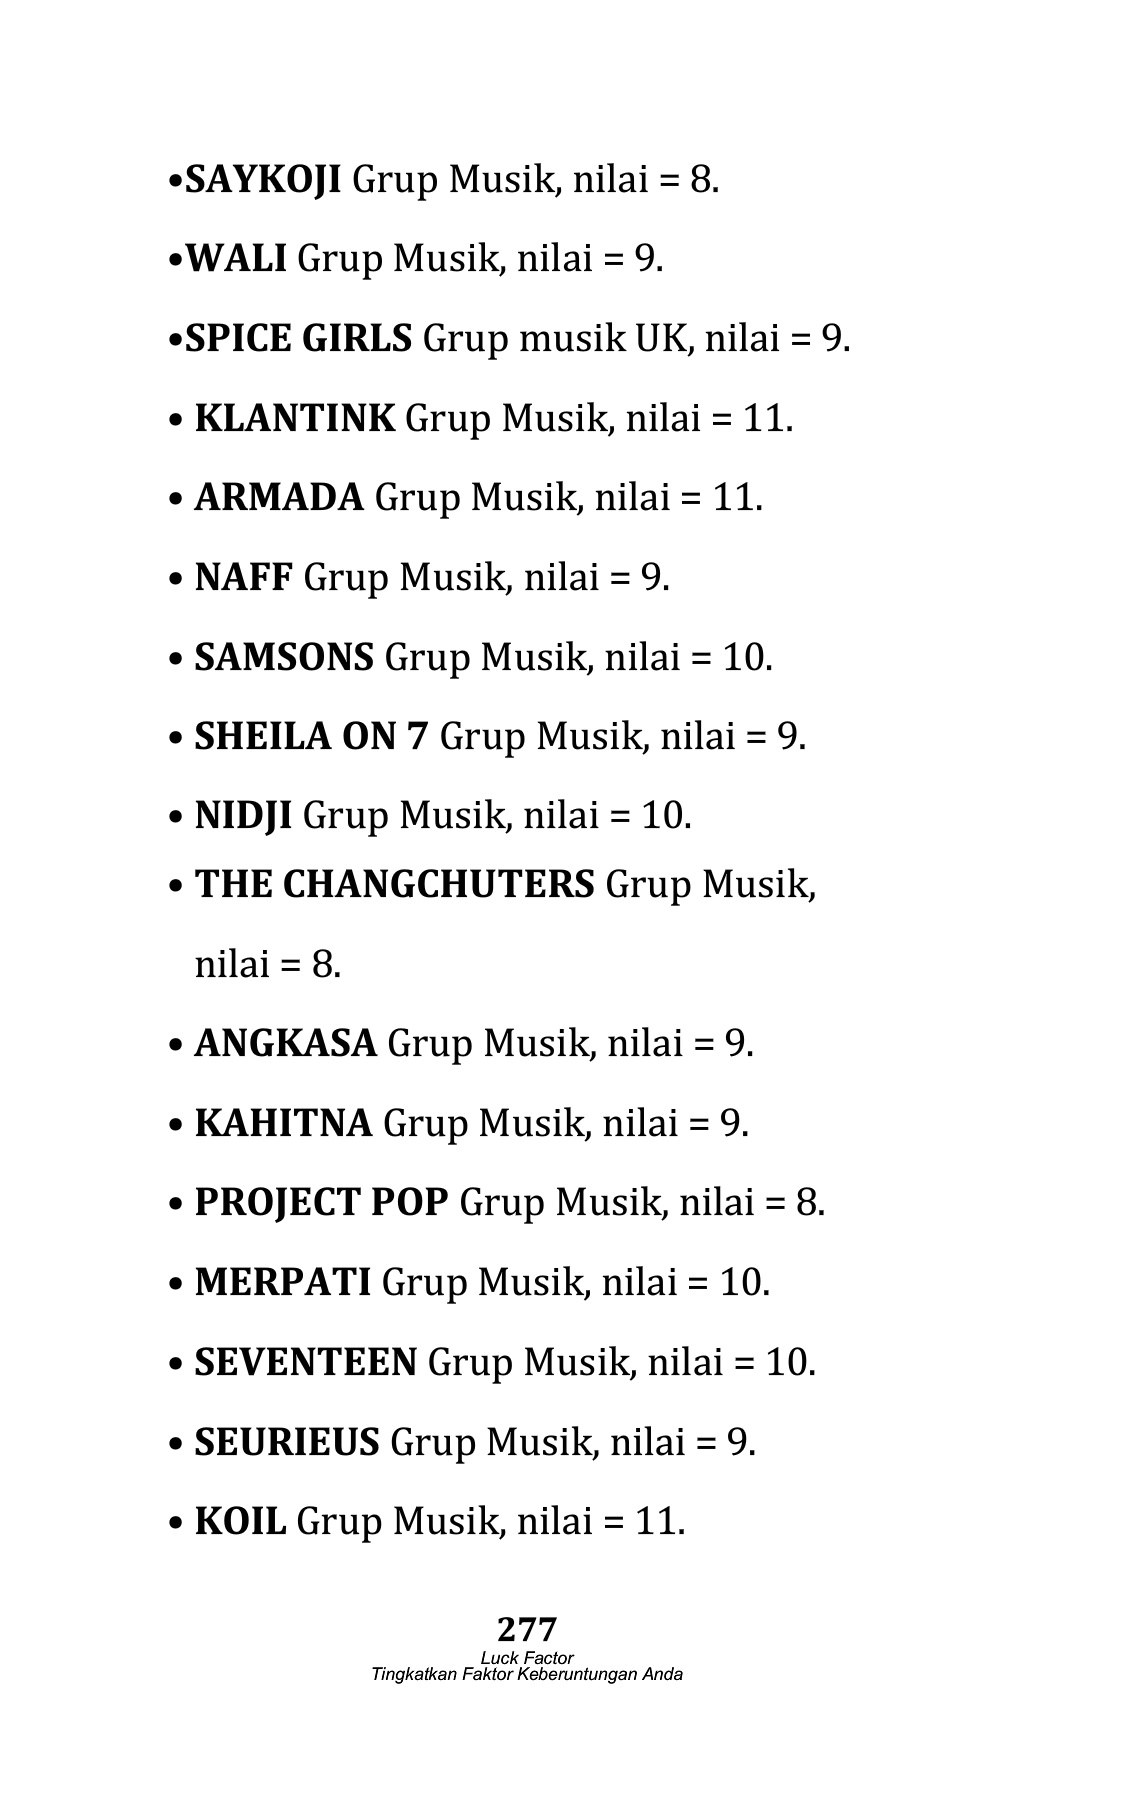 •SAYKOJI Grup Musik, nilai = 8.
•WALI Grup Musik, nilai = 9.
•SPICE GIRLS Grup musik UK, nilai = 9.
• KLANTINK Grup Musik, nilai = 11.
• ARMADA Grup Musik, nilai = 11.
• NAFF Grup Musik, nilai = 9.
• SAMSONS Grup Musik, nilai = 10.
• SHEILA ON 7 Grup Musik, nilai = 9.
• NIDJI Grup Musik, nilai = 10.
• THE CHANGCHUTERS Grup Musik,
nilai = 8.
• ANGKASA Grup Musik, nilai = 9.
• KAHITNA Grup Musik, nilai = 9.
• PROJECT POP Grup Musik, nilai = 8.
• MERPATI Grup Musik, nilai = 10.
• SEVENTEEN Grup Musik, nilai = 10.
• SEURIEUS Grup Musik, nilai = 9.
• KOIL Grup Musik, nilai = 11.
277
Luck Factor
Tingkatkan Faktor Keberuntungan Anda